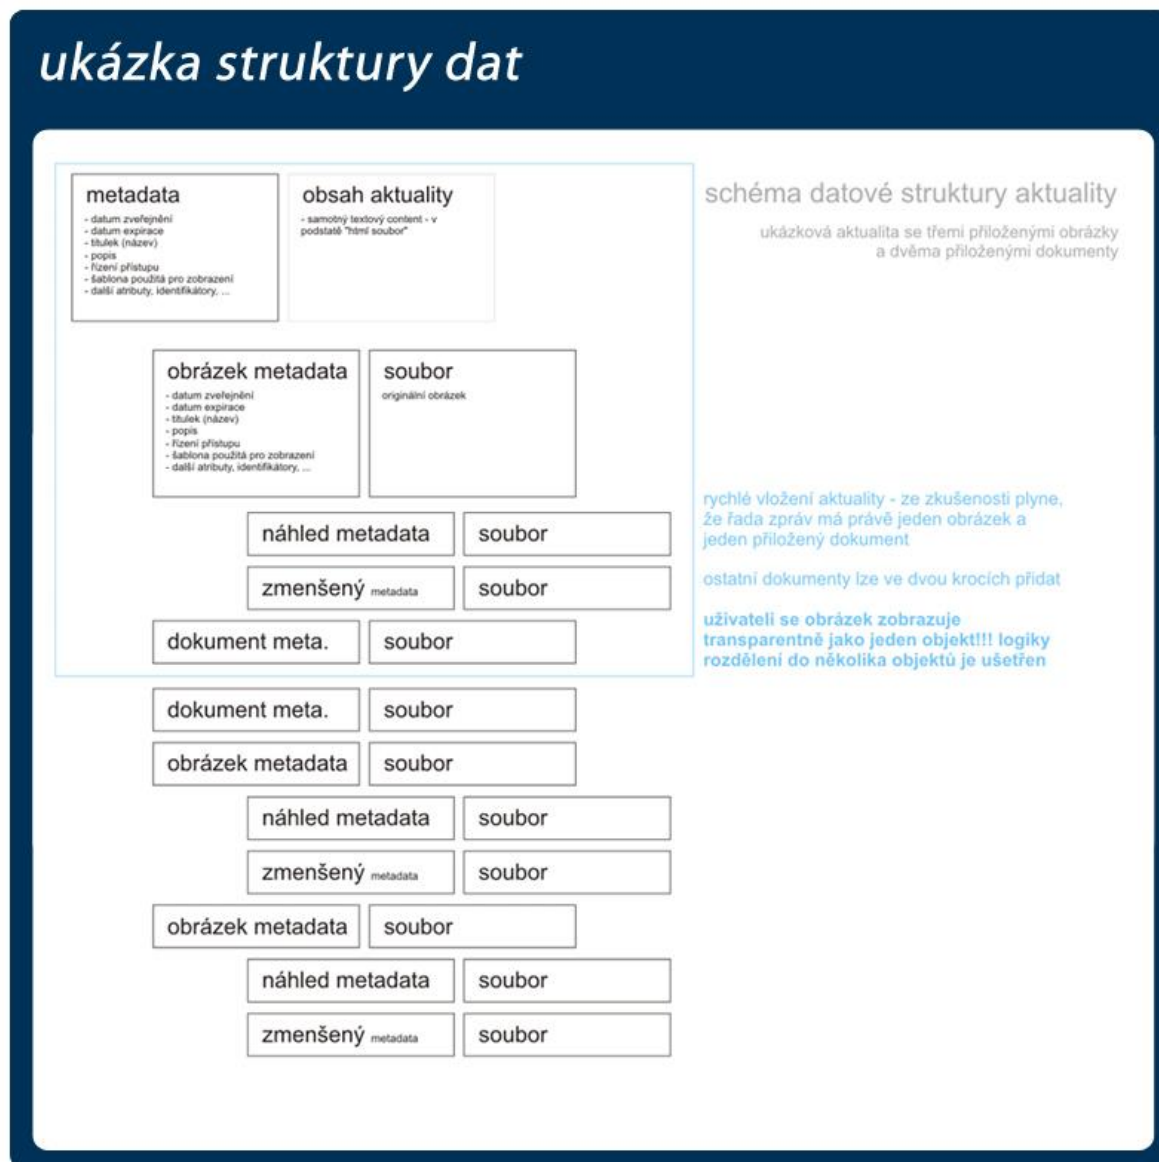 ukázka struktury dat
metadata
- datum zveřejnění
- datum expirace
- titulek (název)
- popis
- řízení přístupu
- šablona použitá pro zobrazení
- další atributy, identifikátory, ...
obsah aktuality
- samotný textový content - v
podstatě "html soubor"
schéma datové struktury aktuality
ukázková aktualita se třemi přiloženými obrázky
a dvěma přiloženými dokumenty
obrázek metadata
- datum zveřejnění
- datum expirace
- titulek (název)
- popis
- řízení přístupu
- šablona použitá pro zobrazení
- další atributy, identifikátory, ...
soubor
originální obrázek
náhled metadata
soubor
zmenšený metadata
soubor
dokument meta.
soubor
rychlé vložení aktuality - ze zkušenosti plyne,
že řada zpráv má právě jeden obrázek a
jeden přiložený dokument
ostatní dokumenty lze ve dvou krocích přidat
uživateli se obrázek zobrazuje
transparentně jako jeden objekt!!! logiky
rozdělení do několika objektů je ušetřen
dokument meta.
soubor
obrázek metadata
soubor
náhled metadata
soubor
zmenšený metadata
soubor
obrázek metadata
soubor
náhled metadata
soubor
zmenšený metadata
soubor